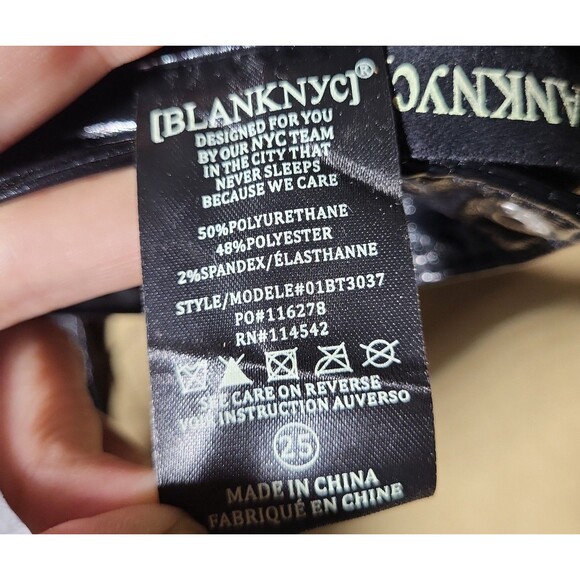 [BLANKNYC]®
DESIGNED FOR YOU
BY OUR NYC TEAM
IN THE CITY THAT
NEVER SLEEPS
BECAUSE WE CARE
50%POLYURETHANE
48%POLYESTER
2%SPANDEX/ÉLASTHANNE
STYLE/MODELE#01BT3037
PO#116278
RN#114542
SEE CARE ON REVERSE
VOIR INSTRUCTION AUVERSO
25
MADE IN CHINA
FABRIQUÉ EN CHINE
ANKNYC